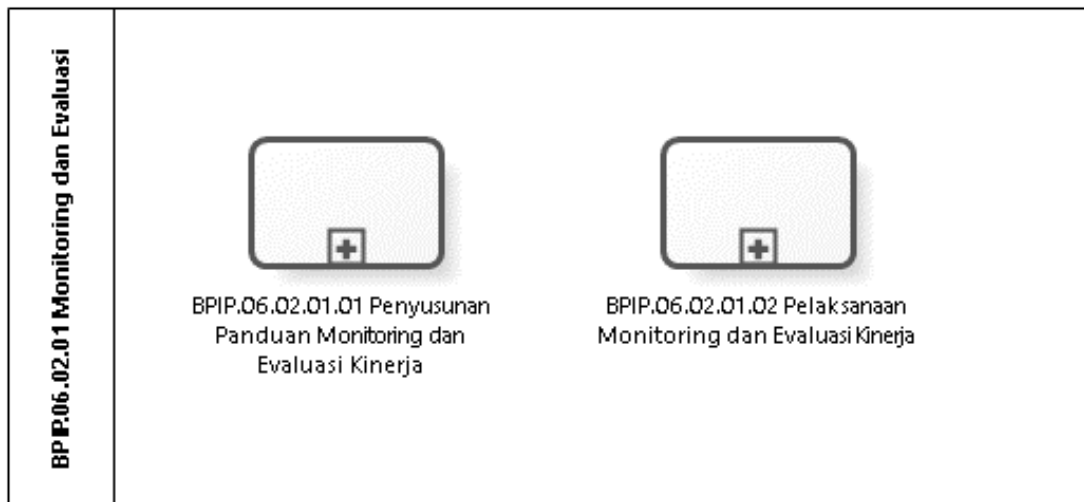 BPIP.06.02.01 Monitoring dan Evaluasi
BPIP.06.02.01.01 Penyusunan
Panduan Monitoring dan
Evaluasi Kinerja
BPIP.06.02.01.02 Pelaksanaan
Monitoring dan Evaluasi Kinerja